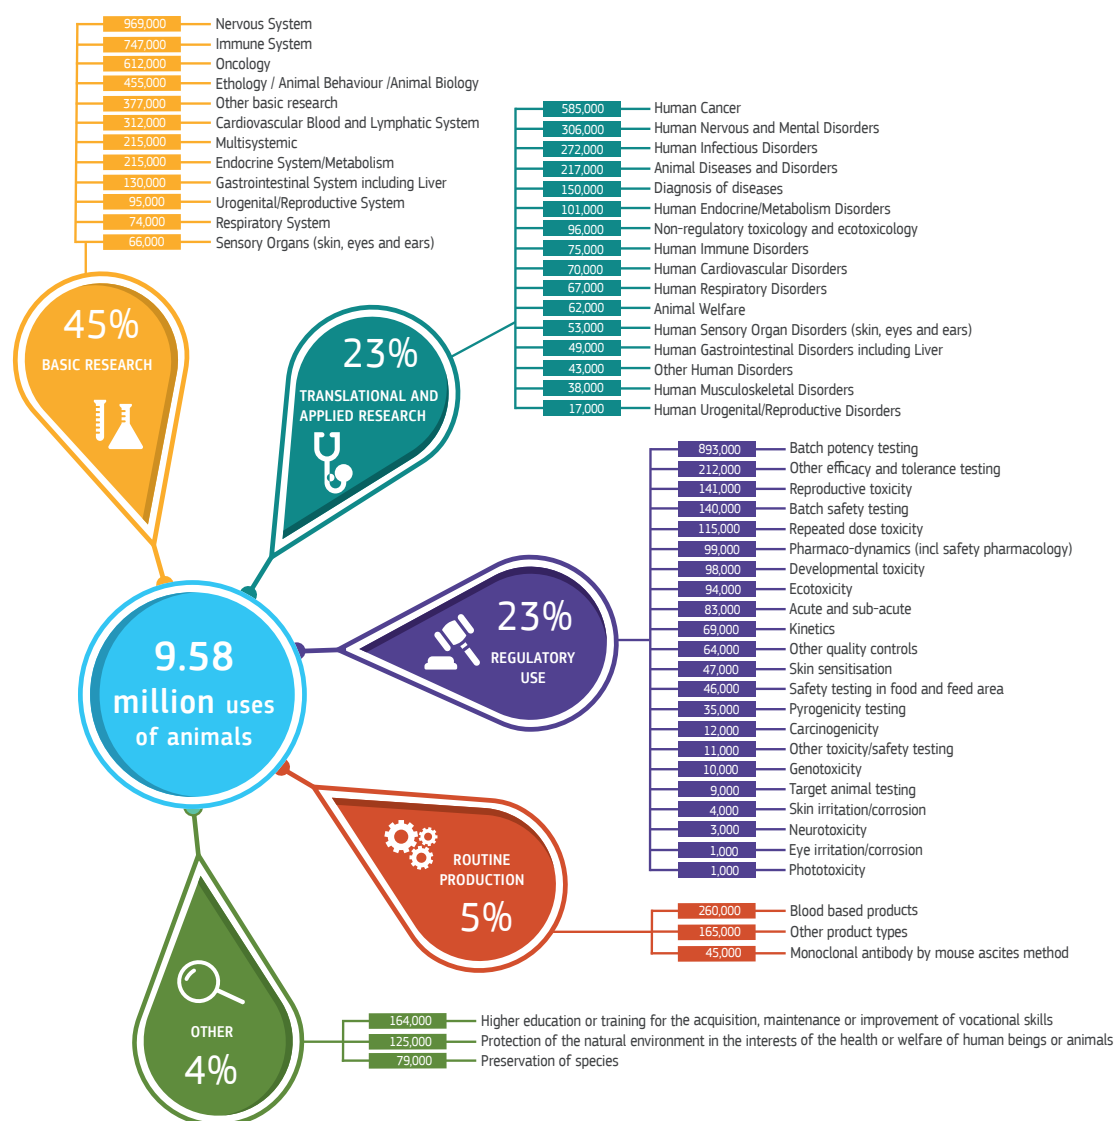 969,000 Nervous System
747,000 Immune System
612,000 Oncology
455,000 Ethology / Animal Behaviour /Animal Biology
377,000 Other basic research
312,000 Cardiovascular Blood and Lymphatic System
215,000 Multisystemic
215,000 Endocrine System/Metabolism
130,000 Gastrointestinal System including Liver
95,000 Urogenital/Reproductive System
74,000 Respiratory System
66,000 Sensory Organs (skin, eyes and ears)
45%
BASIC RESEARCH
585,000 Human Cancer
306,000 Human Nervous and Mental Disorders
272,000 Human Infectious Disorders
217,000 Animal Diseases and Disorders
150,000 Diagnosis of diseases
101,000 Human Endocrine/Metabolism Disorders
96,000 Non-regulatory toxicology and ecotoxicology
75,000 Human Immune Disorders
70,000 Human Cardiovascular Disorders
67,000 Human Respiratory Disorders
62,000 Animal Welfare
53,000 Human Sensory Organ Disorders (skin, eyes and ears)
49,000 Human Gastrointestinal Disorders including Liver
43,000 Other Human Disorders
38,000 Human Musculoskeletal Disorders
17,000 Human Urogenital/Reproductive Disorders
23%
TRANSLATIONAL AND
APPLIED RESEARCH
893,000 Batch potency testing
212,000 Other efficacy and tolerance testing
141,000 Reproductive toxicity
140,000 Batch safety testing
115,000 Repeated dose toxicity
99,000 Pharmaco-dynamics (incl safety pharmacology)
98,000 Developmental toxicity
94,000 Ecotoxicity
83,000 Acute and sub-acute
69,000 Kinetics
64,000 Other quality controls
47,000 Skin sensitisation
46,000 Safety testing in food and feed area
35,000 Pyrogenicity testing
12,000 Carcinogenicity
11,000 Other toxicity/safety testing
10,000 Genotoxicity
9,000 Target animal testing
4,000 Skin irritation/corrosion
3,000 Neurotoxicity
1,000 Eye irritation/corrosion
1,000 Phototoxicity
23%
REGULATORY
USE
9.58
million uses
of animals
ROUTINE
PRODUCTION
5%
260,000 Blood based products
165,000 Other product types
45,000 Monoclonal antibody by mouse ascites method
OTHER
4%
164,000 Higher education or training for the acquisition, maintenance or improvement of vocational skills
125,000 Protection of the natural environment in the interests of the health or welfare of human beings or animals
79,000 Preservation of species